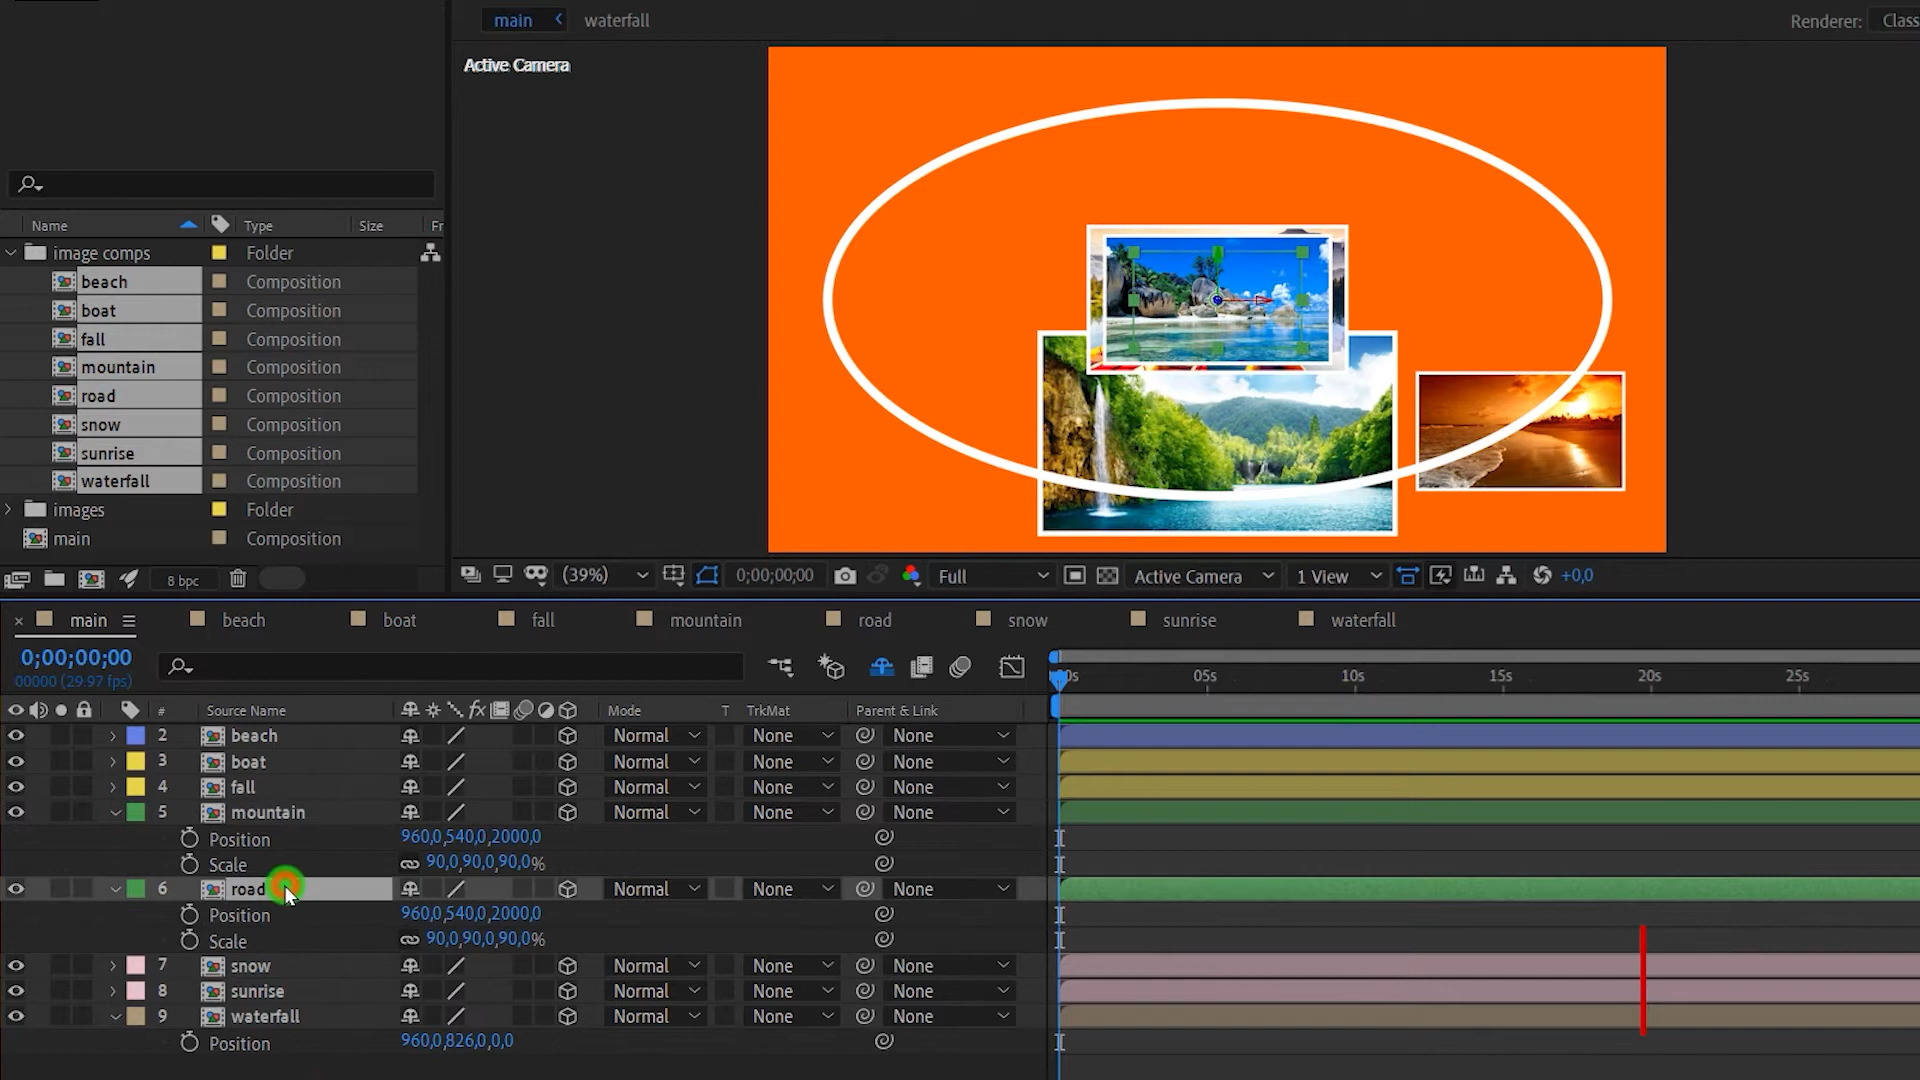 main
waterfall
Renderer:
Class
Active Camera
Name
Type
Size
Fr
image comps
Folder
beach
Composition
boat
Composition
fall
Composition
mountain
Composition
road
Composition
snow
Composition
sunrise
Composition
waterfall
Composition
images
Folder
main
Composition
8 bpc
(39%)
0;00;00;00
Full
Active Camera
1 View
+0,0
× main
beach
boat
fall
mountain
road
snow
sunrise
waterfall
0;00;00;00
00000 (29.97 fps)
05s
10s
15s
20s
25s
# Source Name
Mode
T TrkMat
Parent & Link
2 beach Normal None None
3 boat Normal None None
4 fall Normal None None
5 mountain Normal None None
Position 960,0,540,0,2000,0
Scale 90,0,90,0,90,0%
6 road Normal None None
Position 960,0,540,0,2000,0
Scale 90,0,90,0,90,0%
7 snow Normal None None
8 sunrise Normal None None
9 waterfall Normal None None
Position 960,0,826,0,0,0